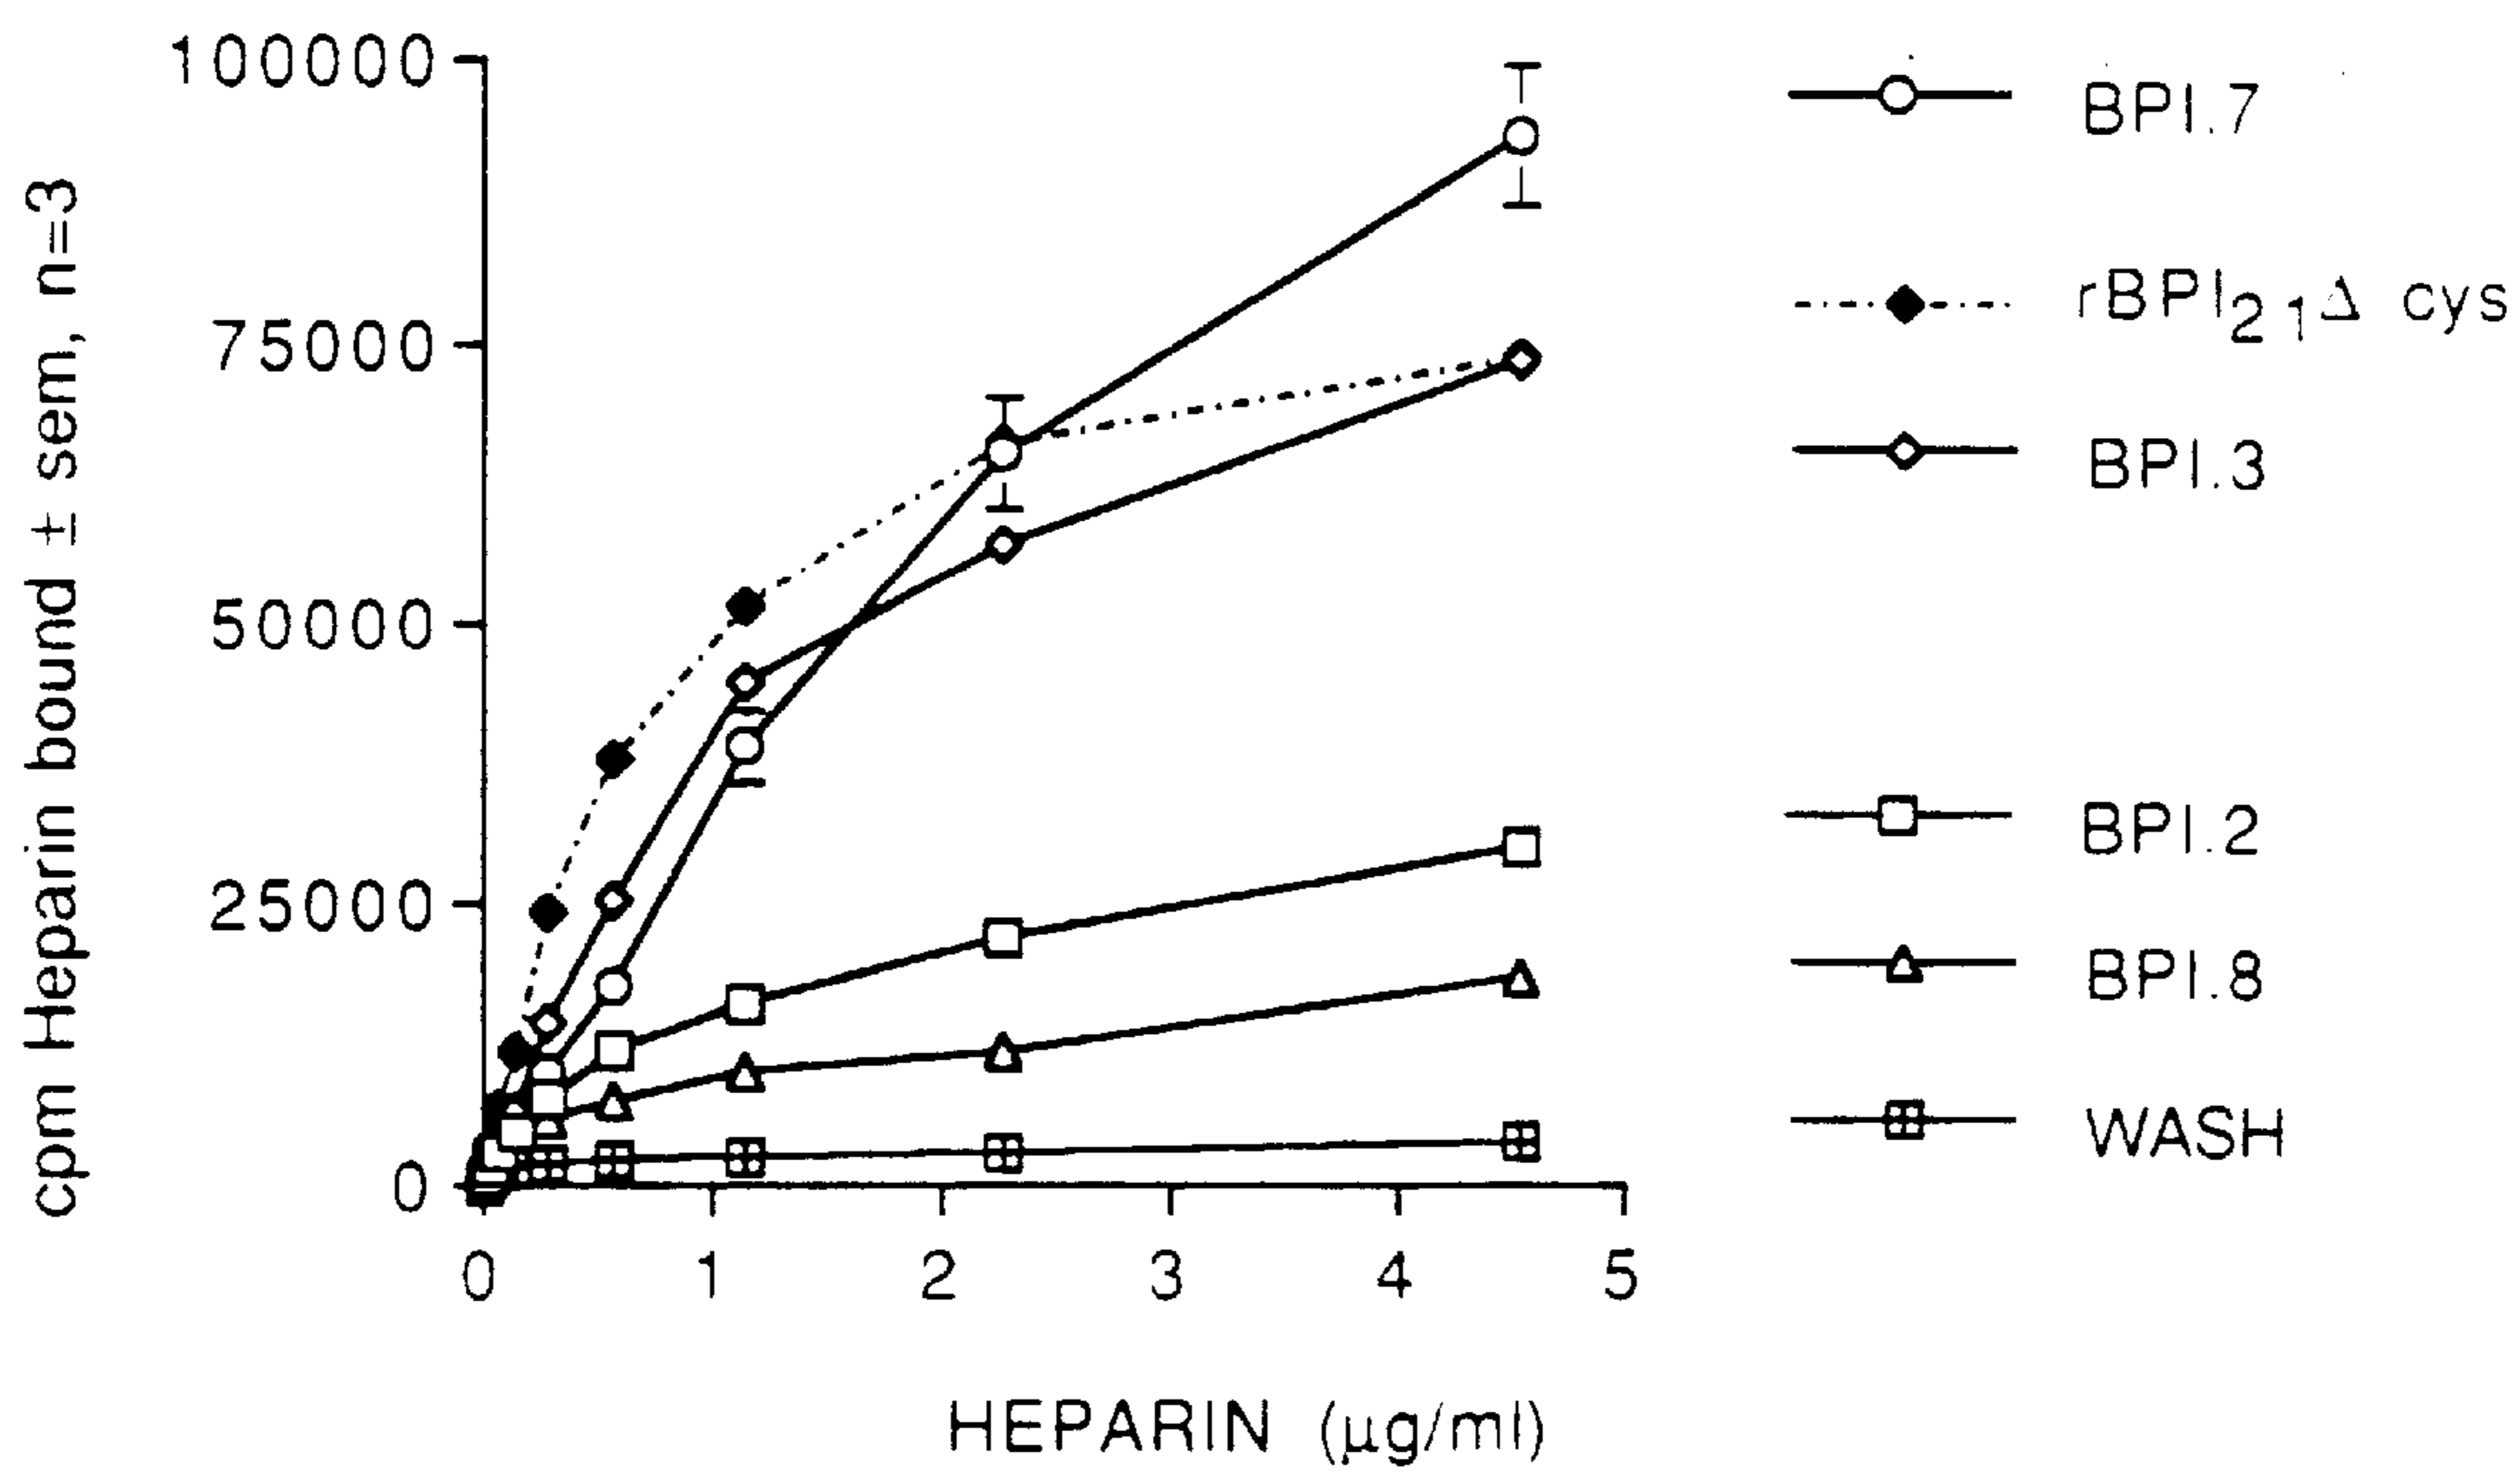 cpm Heparin bound ± sem, n=3
100000
75000
50000
25000
0
0 1 2 3 4 5
HEPARIN (µg/ml)
BPI.7
rBPI21Δ cys
BPI.3
BPI.2
BPI.8
WASH